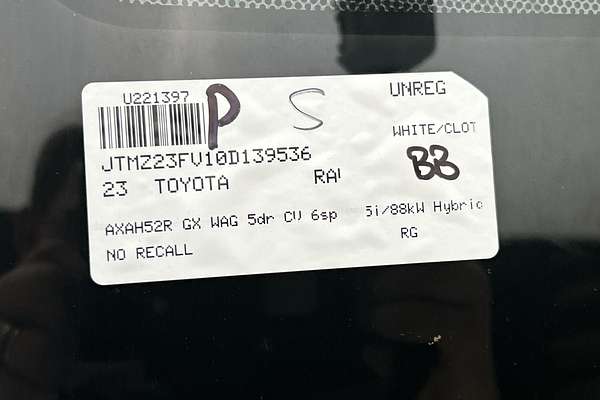 U221397
P
S
UNREG
WHITE/CLOT
JTMZ23FV10D139536
BB
23 TOYOTA RA
AXAH52R GX WAG 5dr CV 6sp 5i/88kW Hybric
NO RECALL RG